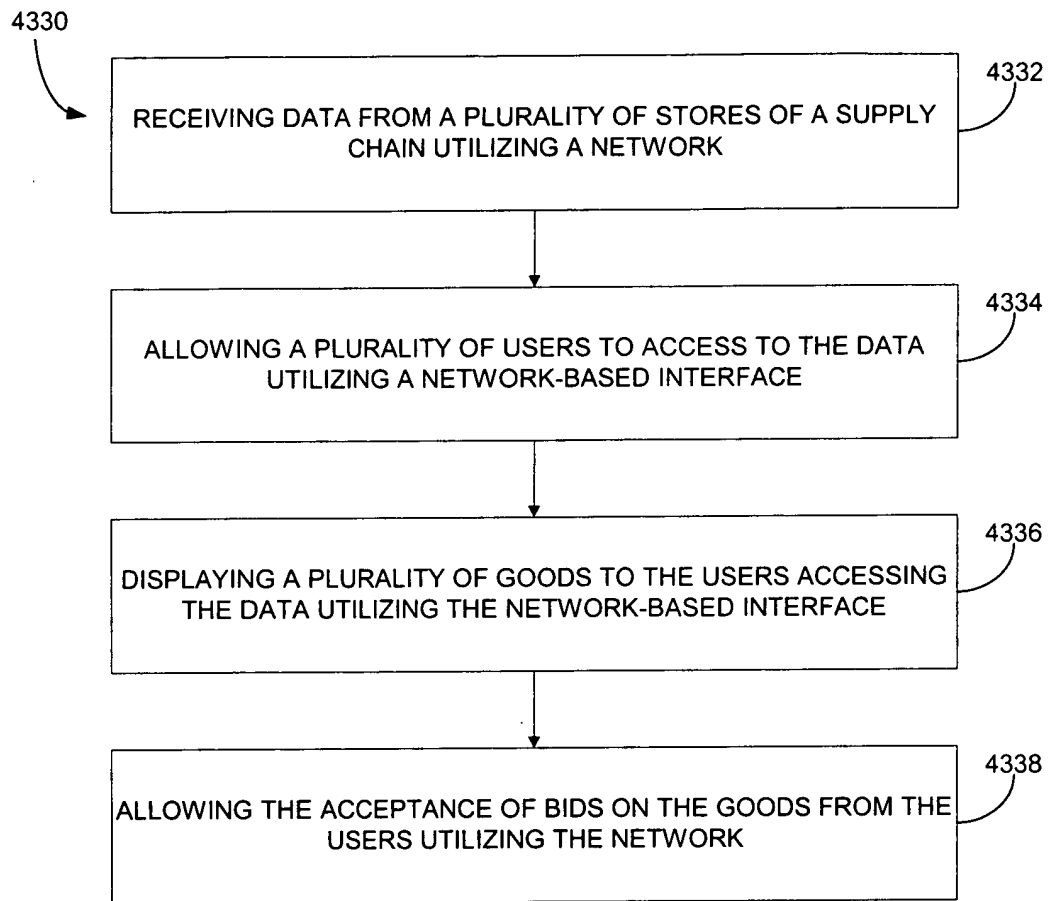 4330
4332
RECEIVING DATA FROM A PLURALITY OF STORES OF A SUPPLY
CHAIN UTILIZING A NETWORK
4334
ALLOWING A PLURALITY OF USERS TO ACCESS TO THE DATA
UTILIZING A NETWORK-BASED INTERFACE
4336
DISPLAYING A PLURALITY OF GOODS TO THE USERS ACCESSING
THE DATA UTILIZING THE NETWORK-BASED INTERFACE
4338
ALLOWING THE ACCEPTANCE OF BIDS ON THE GOODS FROM THE
USERS UTILIZING THE NETWORK